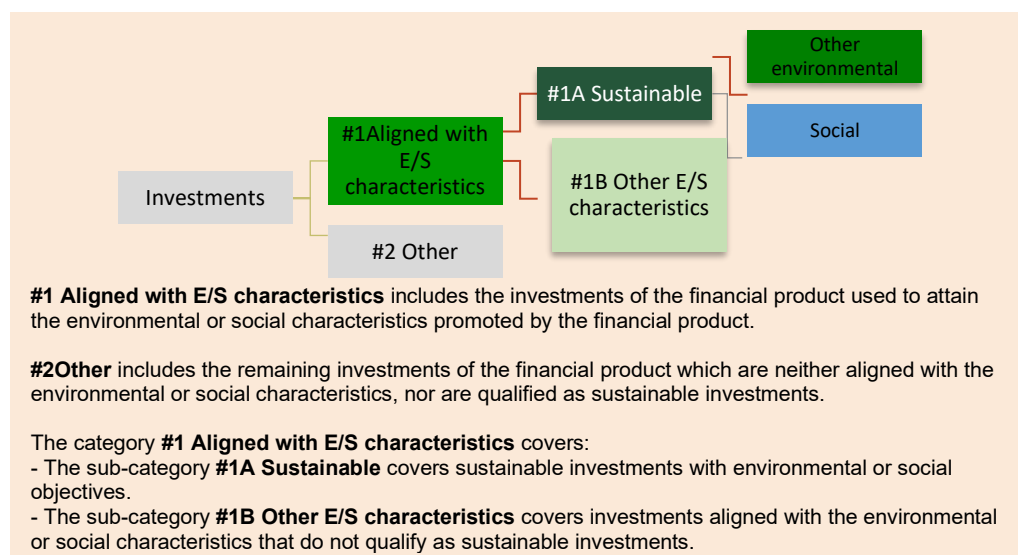 Other
environmental
#1A Sustainable
Social
#1Aligned with
E/S
characteristics
#1B Other E/S
characteristics
Investments
#2 Other
#1 Aligned with E/S characteristics includes the investments of the financial product used to attain
the environmental or social characteristics promoted by the financial product.
#2Other includes the remaining investments of the financial product which are neither aligned with the
environmental or social characteristics, nor are qualified as sustainable investments.
The category #1 Aligned with E/S characteristics covers:
- The sub-category #1A Sustainable covers sustainable investments with environmental or social
objectives.
- The sub-category #1B Other E/S characteristics covers investments aligned with the environmental
or social characteristics that do not qualify as sustainable investments.